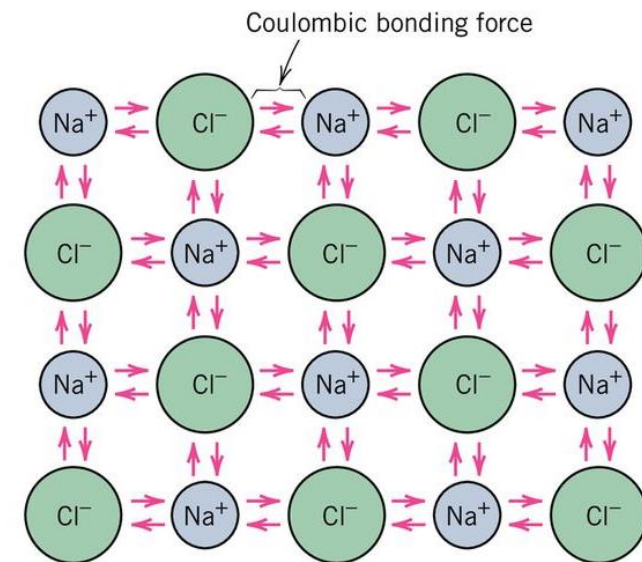 Coulombic bonding force
Na⁺ Cl⁻ Na⁺ Cl⁻ Na⁺
Cl⁻ Na⁺ Cl⁻ Na⁺ Cl⁻
Na⁺ Cl⁻ Na⁺ Cl⁻ Na⁺
Cl⁻ Na⁺ Cl⁻ Na⁺ Cl⁻